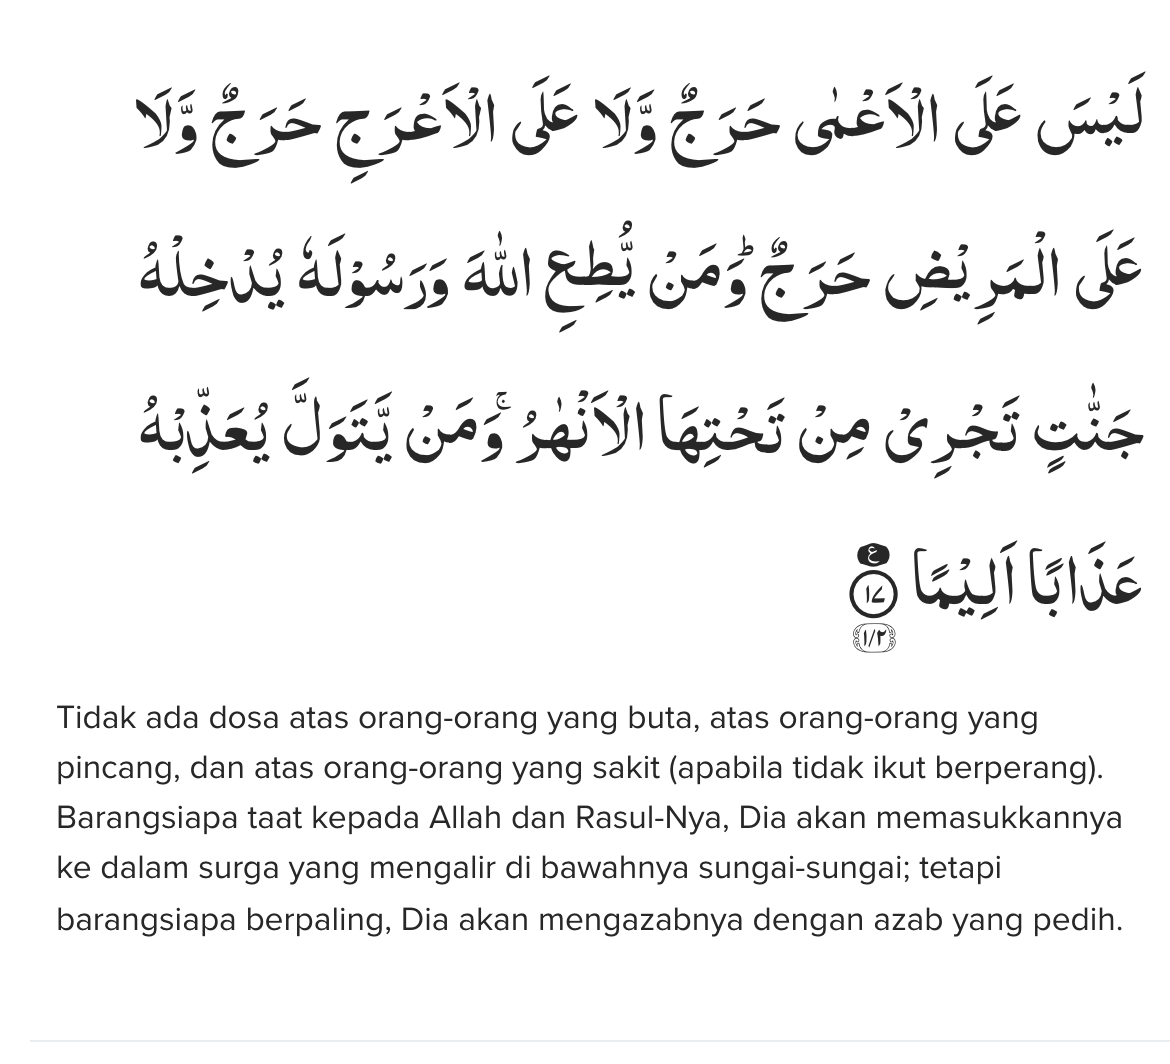 لَيْسَ عَلَى الْاَعْمٰى حَرَجٌ وَّلَا عَلَى الْاَعْرَجِ حَرَجٌ وَّلَا
عَلَى الْمَرِيْضِ حَرَجٌ ۗوَمَنْ يُّطِعِ اللّٰهَ وَرَسُوْلَهٗ يُدْخِلْهُ
جَنّٰتٍ تَجْرِيْ مِنْ تَحْتِهَا الْاَنْهٰرُ ۚوَمَنْ يَّتَوَلَّ يُعَذِّبْهُ
عَذَابًا اَلِيْمًا ࣖ ١٧
١/٢
Tidak ada dosa atas orang-orang yang buta, atas orang-orang yang
pincang, dan atas orang-orang yang sakit (apabila tidak ikut berperang).
Barangsiapa taat kepada Allah dan Rasul-Nya, Dia akan memasukkannya
ke dalam surga yang mengalir di bawahnya sungai-sungai; tetapi
barangsiapa berpaling, Dia akan mengazabnya dengan azab yang pedih.